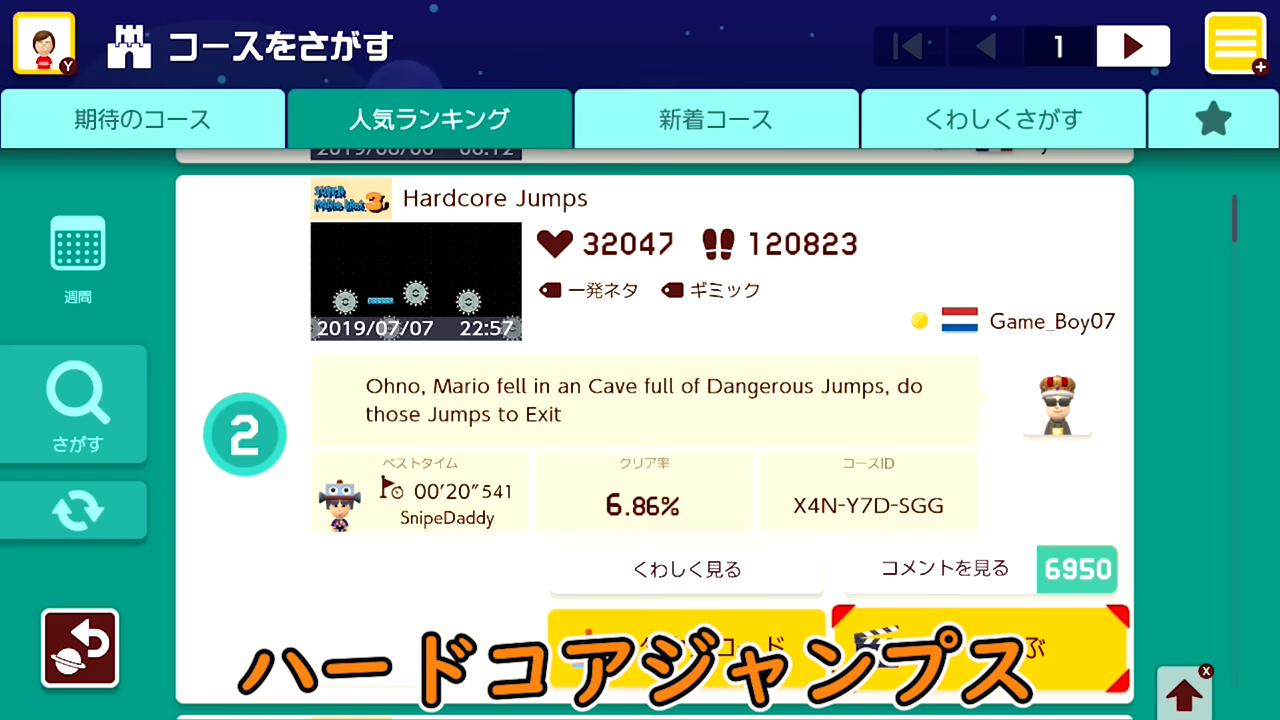 コースをさがす
1
期待のコース
人気ランキング
新着コース
くわしくさがす
Hardcore Jumps
32047
120823
一発ネタ
ギミック
2019/07/07 22:57
Game_Boy07
週間
Ohno, Mario fell in an Cave full of Dangerous Jumps, do
those Jumps to Exit
さがす
2
ベストタイム
00'20"541
SnipeDaddy
クリア率
6.86%
コースID
X4N-Y7D-SGG
くわしく見る
コメントを見る
6950
ハードコアジャンプス
X
Y
+